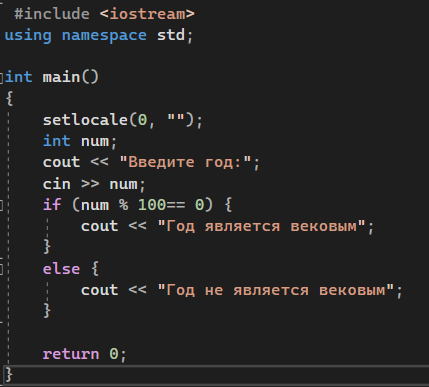 #include <iostream>
using namespace std;
int main()
{
setlocale(0, "");
int num;
cout << "Введите год:";
cin >> num;
if (num % 100== 0) {
cout << "Год является вековым";
}
else {
cout << "Год не является вековым";
}
return 0;
}